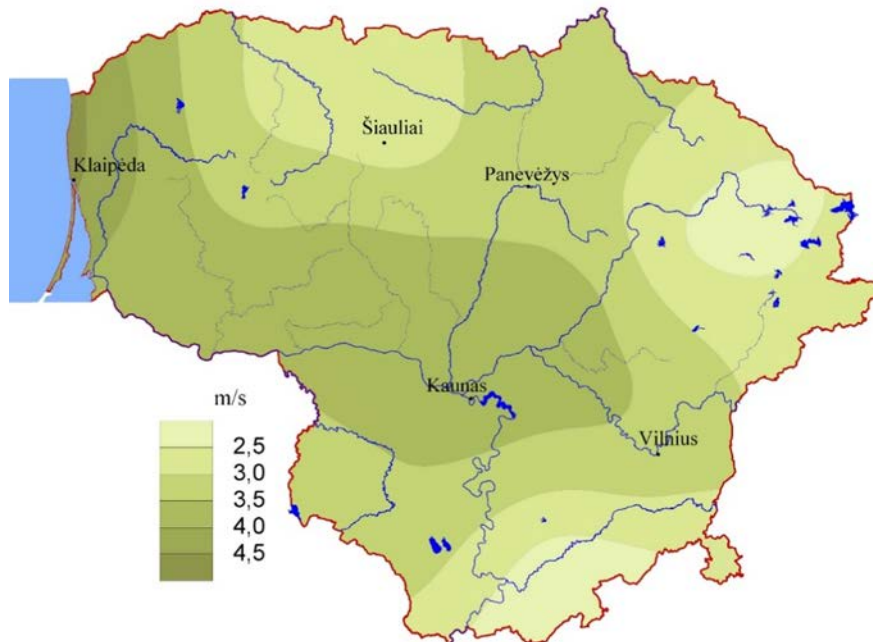 Šiauliai
Klaipėda
Panevėžys
Kaunas
Vilnius
m/s
2,5
3,0
3,5
4,0
4,5